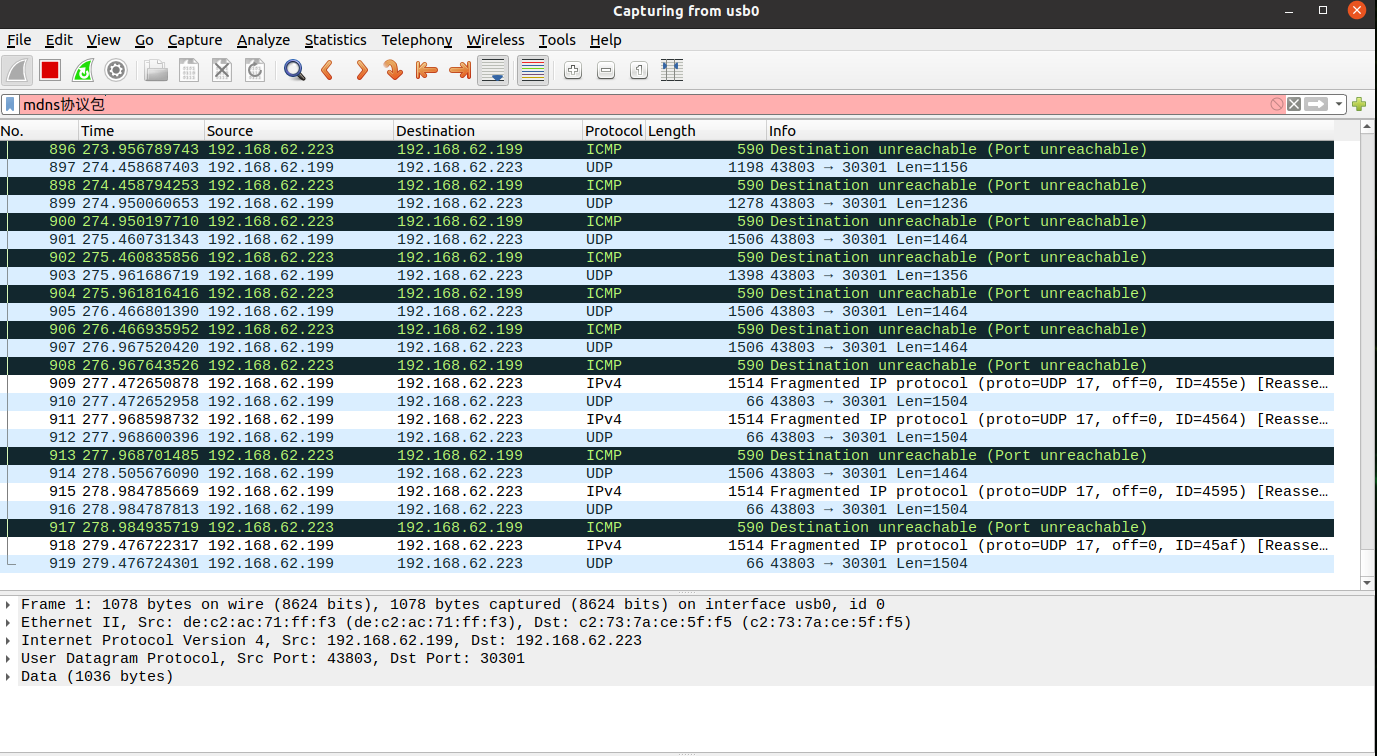 Capturing from usb0
File Edit View Go Capture Analyze Statistics Telephony Wireless Tools Help
mdns协议包
No. Time Source Destination Protocol Length Info
896 273.956789743 192.168.62.223 192.168.62.199 ICMP 590 Destination unreachable (Port unreachable)
897 274.458687403 192.168.62.199 192.168.62.223 UDP 1198 43803 → 30301 Len=1156
898 274.458794253 192.168.62.223 192.168.62.199 ICMP 590 Destination unreachable (Port unreachable)
899 274.950060653 192.168.62.199 192.168.62.223 UDP 1278 43803 → 30301 Len=1236
900 274.950197710 192.168.62.223 192.168.62.199 ICMP 590 Destination unreachable (Port unreachable)
901 275.460731343 192.168.62.199 192.168.62.223 UDP 1506 43803 → 30301 Len=1464
902 275.460835856 192.168.62.223 192.168.62.199 ICMP 590 Destination unreachable (Port unreachable)
903 275.961686719 192.168.62.199 192.168.62.223 UDP 1398 43803 → 30301 Len=1356
904 275.961816416 192.168.62.223 192.168.62.199 ICMP 590 Destination unreachable (Port unreachable)
905 276.466801390 192.168.62.199 192.168.62.223 UDP 1506 43803 → 30301 Len=1464
906 276.466935952 192.168.62.223 192.168.62.199 ICMP 590 Destination unreachable (Port unreachable)
907 276.967520420 192.168.62.199 192.168.62.223 UDP 1506 43803 → 30301 Len=1464
908 276.967643526 192.168.62.223 192.168.62.199 ICMP 590 Destination unreachable (Port unreachable)
909 277.472650878 192.168.62.199 192.168.62.223 IPv4 1514 Fragmented IP protocol (proto=UDP 17, off=0, ID=455e) [Reasse…
910 277.472652958 192.168.62.199 192.168.62.223 UDP 66 43803 → 30301 Len=1504
911 277.968598732 192.168.62.199 192.168.62.223 IPv4 1514 Fragmented IP protocol (proto=UDP 17, off=0, ID=4564) [Reasse…
912 277.968600396 192.168.62.199 192.168.62.223 UDP 66 43803 → 30301 Len=1504
913 277.968701485 192.168.62.223 192.168.62.199 ICMP 590 Destination unreachable (Port unreachable)
914 278.505676090 192.168.62.199 192.168.62.223 UDP 1506 43803 → 30301 Len=1464
915 278.984785669 192.168.62.199 192.168.62.223 IPv4 1514 Fragmented IP protocol (proto=UDP 17, off=0, ID=4595) [Reasse…
916 278.984787813 192.168.62.199 192.168.62.223 UDP 66 43803 → 30301 Len=1504
917 278.984935719 192.168.62.223 192.168.62.199 ICMP 590 Destination unreachable (Port unreachable)
918 279.476722317 192.168.62.199 192.168.62.223 IPv4 1514 Fragmented IP protocol (proto=UDP 17, off=0, ID=45af) [Reasse…
919 279.476724301 192.168.62.199 192.168.62.223 UDP 66 43803 → 30301 Len=1504
Frame 1: 1078 bytes on wire (8624 bits), 1078 bytes captured (8624 bits) on interface usb0, id 0
Ethernet II, Src: de:c2:ac:71:ff:f3 (de:c2:ac:71:ff:f3), Dst: c2:73:7a:ce:5f:f5 (c2:73:7a:ce:5f:f5)
Internet Protocol Version 4, Src: 192.168.62.199, Dst: 192.168.62.223
User Datagram Protocol, Src Port: 43803, Dst Port: 30301
Data (1036 bytes)